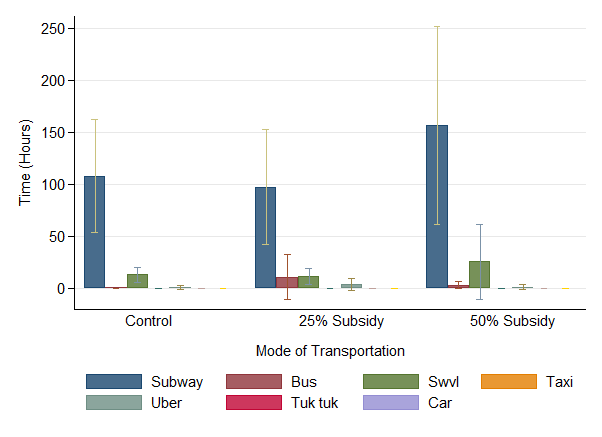 250
200
150
100
50
0
Time (Hours)
Control 25% Subsidy 50% Subsidy
Mode of Transportation
Subway Bus Swvl Taxi
Uber Tuk tuk Car